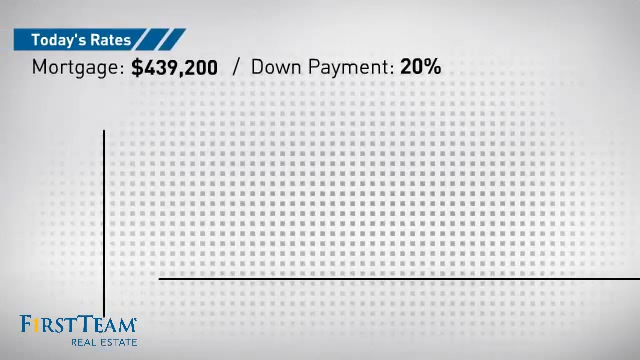 Today's Rates
Mortgage: $439,200 / Down Payment: 20%
FIRSTTEAM®
REAL ESTATE